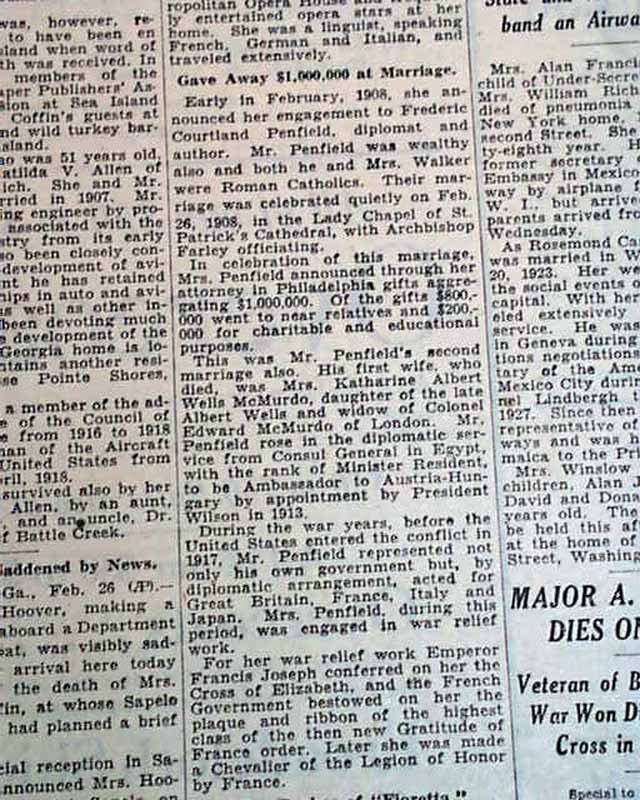 was, however, re-
to have been en
sland when word of
th was received. In
members of the
aper Publishers' As-
sion at Sea Island
Coffin's guests at
nd wild turkey bar-
sland.
ho was 51 years old,
atilda V. Allen of
ich. She and Mr.
rried in 1907. Mr.
ing engineer by pro-
associated with the
stry from its early
so been closely con-
development of avi-
nt he has retained
hips in auto and avi-
as well as other in-
been devoting much
e development of the
Georgia home is lo-
ntains another resi-
se Pointe Shores,
a member of the ad-
e of the Council of
e from 1916 to 1918
man of the Aircraft
United States from
pril, 1918.
survived also by her
Allen, by an aunt,
, and an uncle, Dr.
f Battle Creek.
Saddened by News.
Ga., Feb. 26 (AP).—
Hoover, making a
aboard a Department
oat, was visibly sad-
arrival here today
the death of Mrs.
fin, at whose Sapelo
had planned a brief
cial reception In Sa-
nnounced Mrs. Hoo-
ropolitan Opera House and
ly entertained opera stars at her
home. She was a linguist, speaking
French, German and Italian, and
traveled extensively.
Gave Away $1,000,000 at Marriage.
Early in February, 1908, she an-
nounced her engagement to Frederic
Courtland Penfield, diplomat and
author. Mr. Penfield was wealthy
also and both he and Mrs. Walker
were Roman Catholics. Their mar-
riage was celebrated quietly on Feb.
26, 1908, in the Lady Chapel of St.
Patrick's Cathedral, with Archbishop
Farley officiating.
In celebration of this marriage,
Mrs. Penfield announced through her
attorney in Philadelphia gifts aggre-
gating $1,000,000. Of the gifts $800,-
000 went to near relatives and $200,-
000 for charitable and educational
purposes.
This was Mr. Penfield's second
marriage also. His first wife, who
died, was Mrs. Katharine Albert
Wells McMurdo, daughter of the late
Albert Wells and widow of Colonel
Edward McMurdo of London. Mr.
Penfield rose in the diplomatic ser-
vice from Consul General in Egypt,
with the rank of Minister Resident,
to be Ambassador to Austria-Hun-
gary by appointment by President
Wilson in 1913.
During the war years, before the
United States entered the conflict in
1917, Mr. Penfield represented not
only his own government but, by
diplomatic arrangement, acted for
Great Britain, France, Italy and
Japan. Mrs. Penfield, during this
period, was engaged in war relief
work.
For her war relief work Emperor
Francis Joseph conferred on her the
Cross of Elizabeth, and the French
Government bestowed on her the
plaque and ribbon of the highest
class of the then new Gratitude of
France order. Later she was made
a Chevalier of the Legion of Honor
by France.
of "Fioretta"
band an Airwa
Mrs. Alan Francis
child of Under-Secre
Mrs. William Rich
died of pneumonia
New York home,
second Street. She
ty-eighth year. H
former secretary
Embassy in Mexico
way by airplane
W. I., but arrived
parents arrived fro
Wednesday.
As Rosemond Ca
was married in W
20, 1923. Her we
the social events o
capital. With her
eled extensively
service. He was
in Geneva during
tions negotiations
tary of the Ame
Mexico City durin
nel Lindbergh
1927. Since then
representative of
ways and was h
maica to the Pri
Mrs. Winslow
children, Alan J
David and Dona
years old. The
be held this af
at the home of
Street, Washing
MAJOR A.
DIES ON
Veteran of B
War Won Di
Cross in
Special to